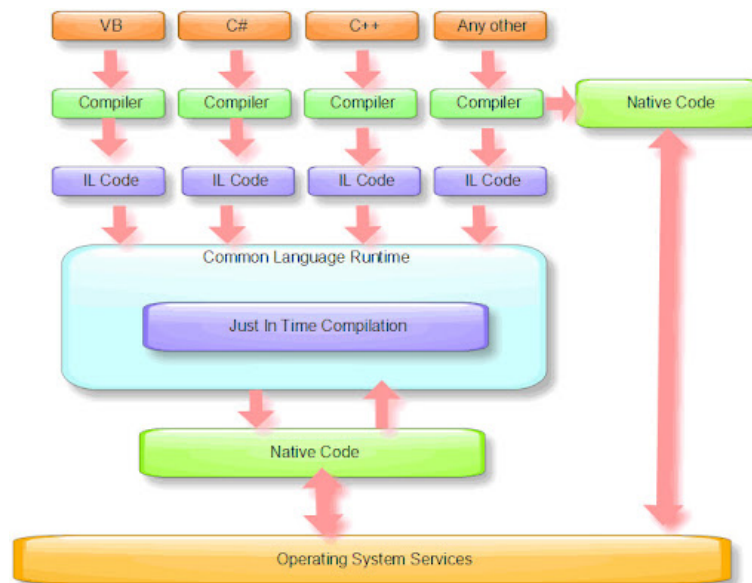 VB
C#
C++
Any other
Compiler
Compiler
Compiler
Compiler
Native Code
IL Code
IL Code
IL Code
IL Code
Common Language Runtime
Just In Time Compilation
Native Code
Operating System Services